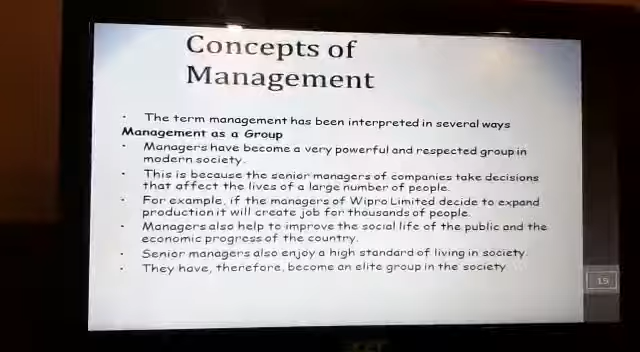 Concepts of
Management
• The term management has been interpreted in several ways
Management as a Group
• Managers have become a very powerful and respected group in
modern society.
• This is because the senior managers of companies take decisions
that affect the lives of a large number of people.
• For example, if the managers of Wipro Limited decide to expand
production it will create job for thousands of people.
• Managers also help to improve the social life of the public and the
economic progress of the country.
• Senior managers also enjoy a high standard of living in society.
• They have, therefore, become an elite group in the society
15